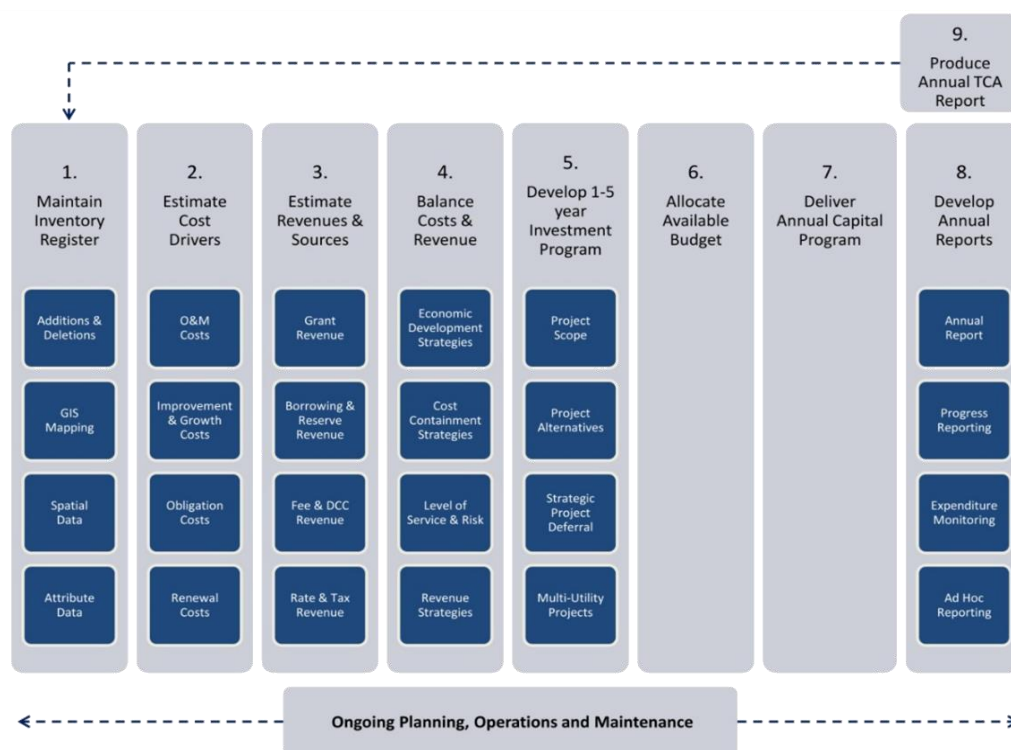 9.
Produce
Annual TCA
Report
1.
Maintain
Inventory
Register
Additions &
Deletions
GIS
Mapping
Spatial
Data
Attribute
Data
2.
Estimate
Cost
Drivers
O&M
Costs
Improvement
& Growth
Costs
Obligation
Costs
Renewal
Costs
3.
Estimate
Revenues &
Sources
Grant
Revenue
Borrowing &
Reserve
Revenue
Fee & DCC
Revenue
Rate & Tax
Revenue
4.
Balance
Costs &
Revenue
Economic
Development
Strategies
Cost
Containment
Strategies
Level of
Service & Risk
Revenue
Strategies
5.
Develop 1-5
year
Investment
Program
Project
Scope
Project
Alternatives
Strategic
Project
Deferral
Multi-Utility
Projects
6.
Allocate
Available
Budget
7.
Deliver
Annual Capital
Program
8.
Develop
Annual
Reports
Annual
Report
Progress
Reporting
Expenditure
Monitoring
Ad Hoc
Reporting
Ongoing Planning, Operations and Maintenance